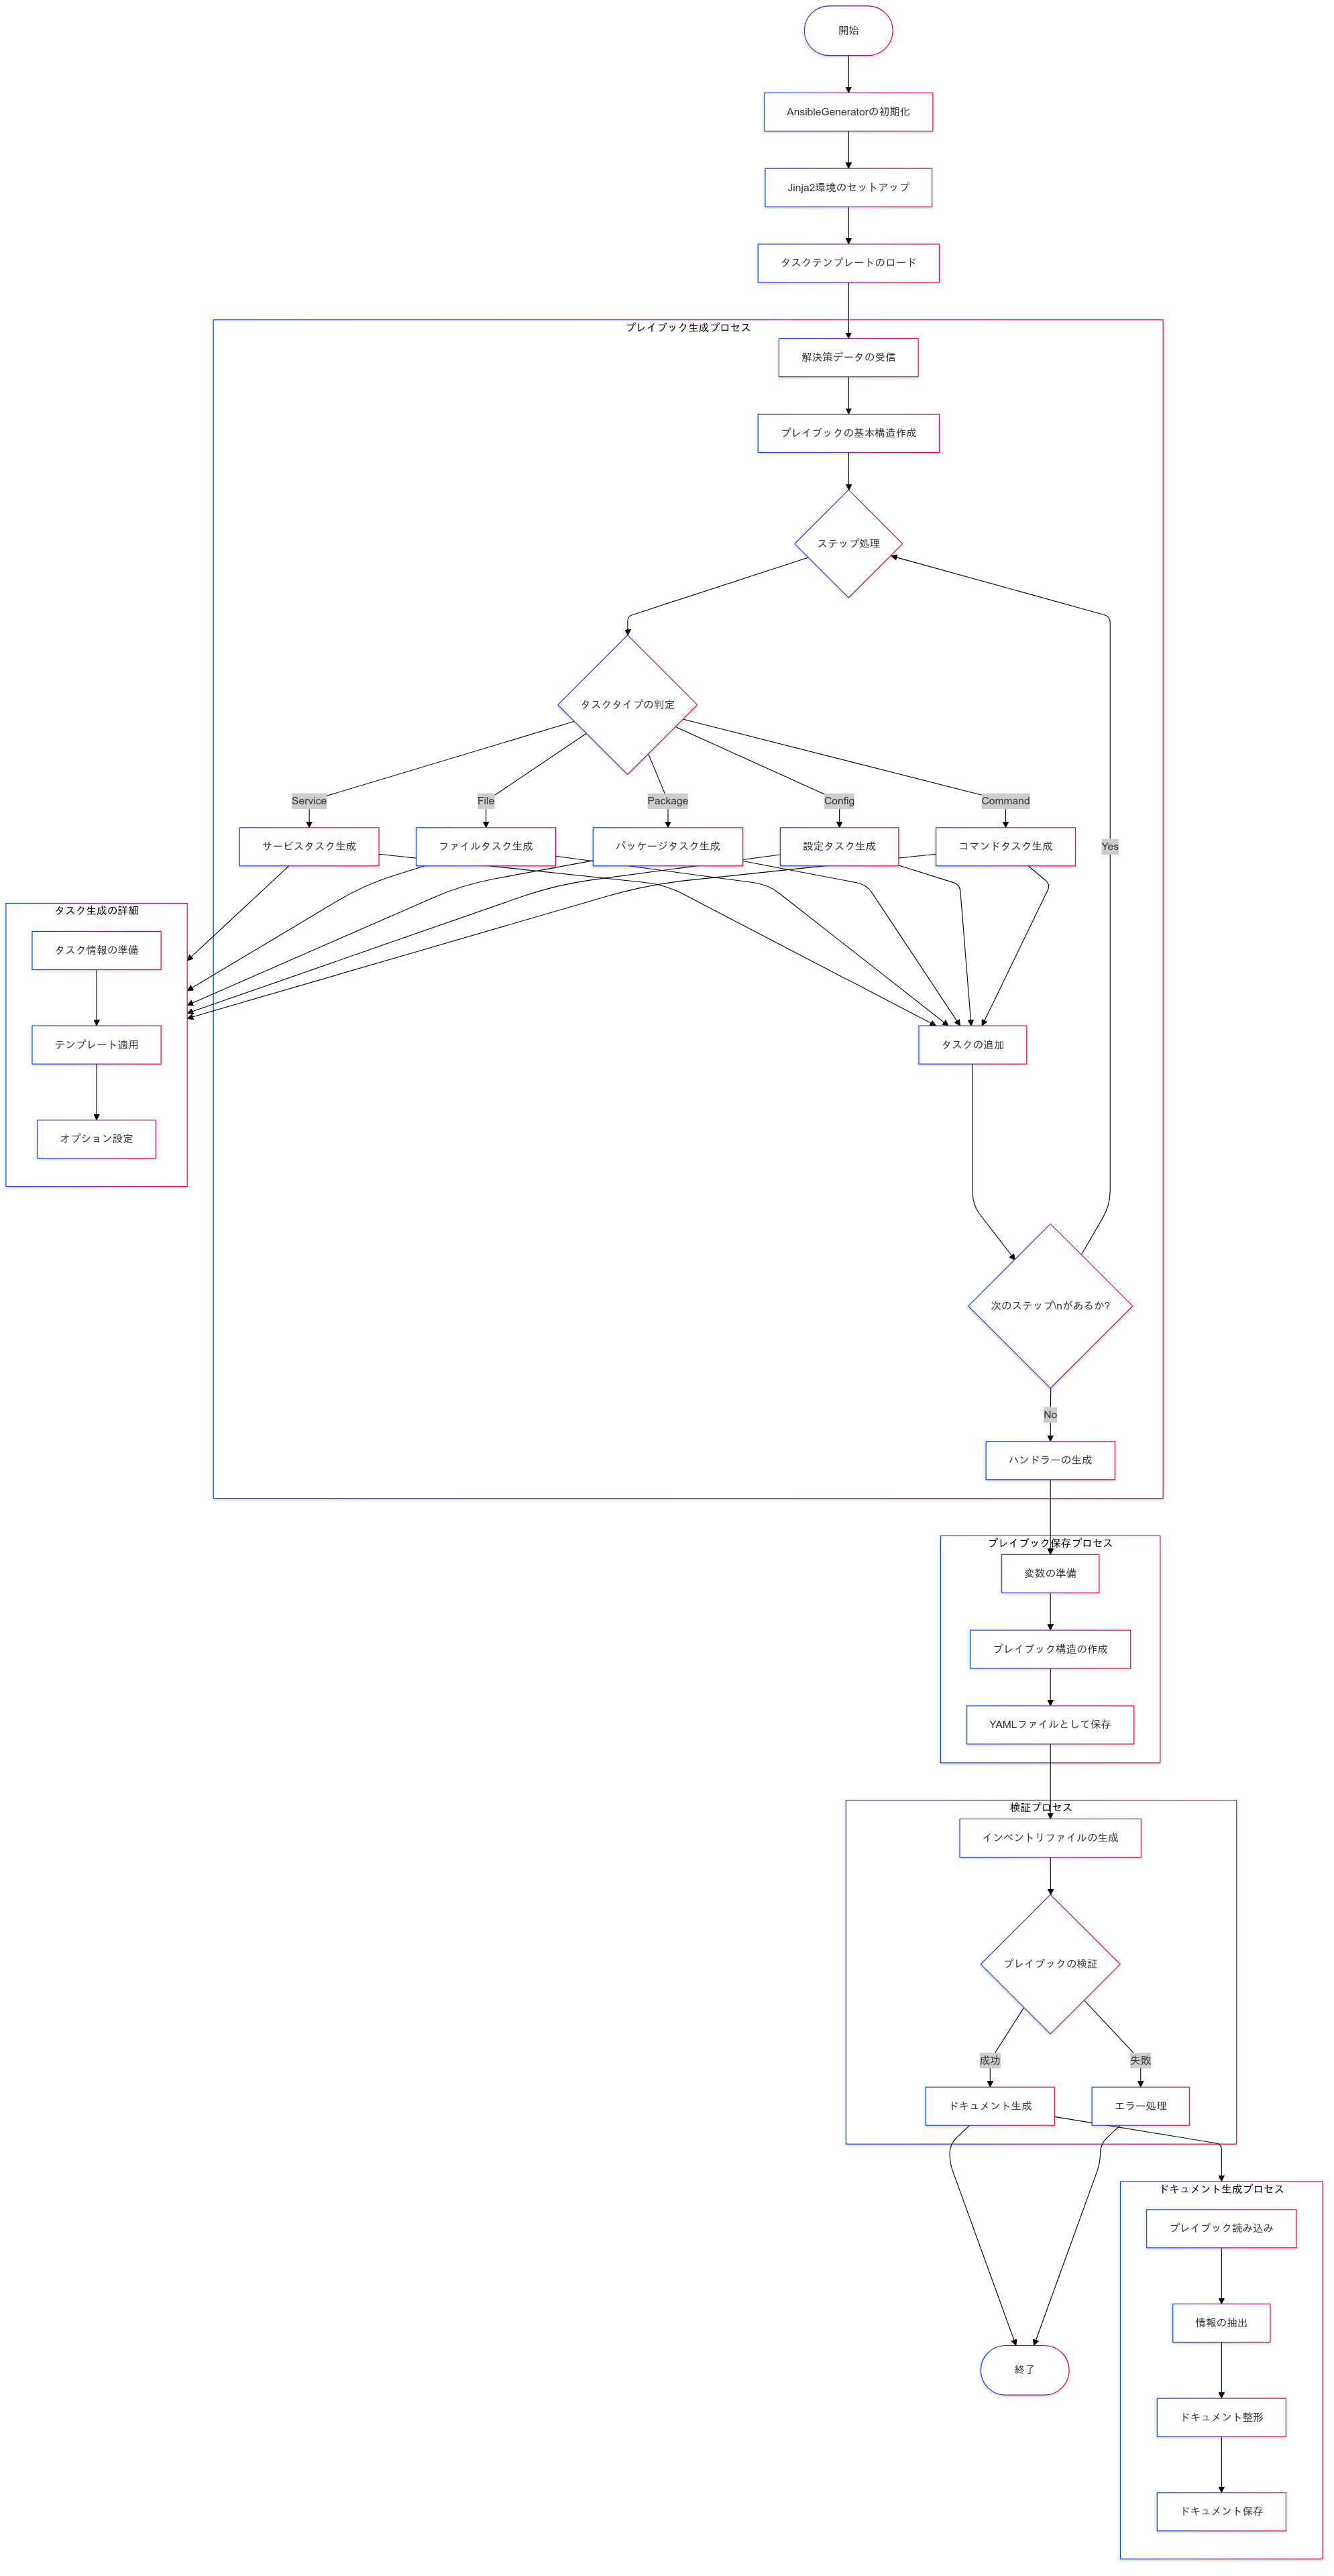 開始
AnsibleGeneratorの初期化
Jinja2環境のセットアップ
タスクテンプレートのロード
プレイブック生成プロセス
解決策データの受信
プレイブックの基本構造作成
ステップ処理
タスクタイプの判定
Service
File
Package
Config
Command
Yes
サービスタスク生成
ファイルタスク生成
パッケージタスク生成
設定タスク生成
コマンドタスク生成
タスク生成の詳細
タスク情報の準備
テンプレート適用
オプション設定
タスクの追加
次のステップ\nがあるか?
No
ハンドラーの生成
プレイブック保存プロセス
変数の準備
プレイブック構造の作成
YAMLファイルとして保存
検証プロセス
インベントリファイルの生成
プレイブックの検証
成功
失敗
ドキュメント生成
エラー処理
ドキュメント生成プロセス
プレイブック読み込み
情報の抽出
終了
ドキュメント整形
ドキュメント保存